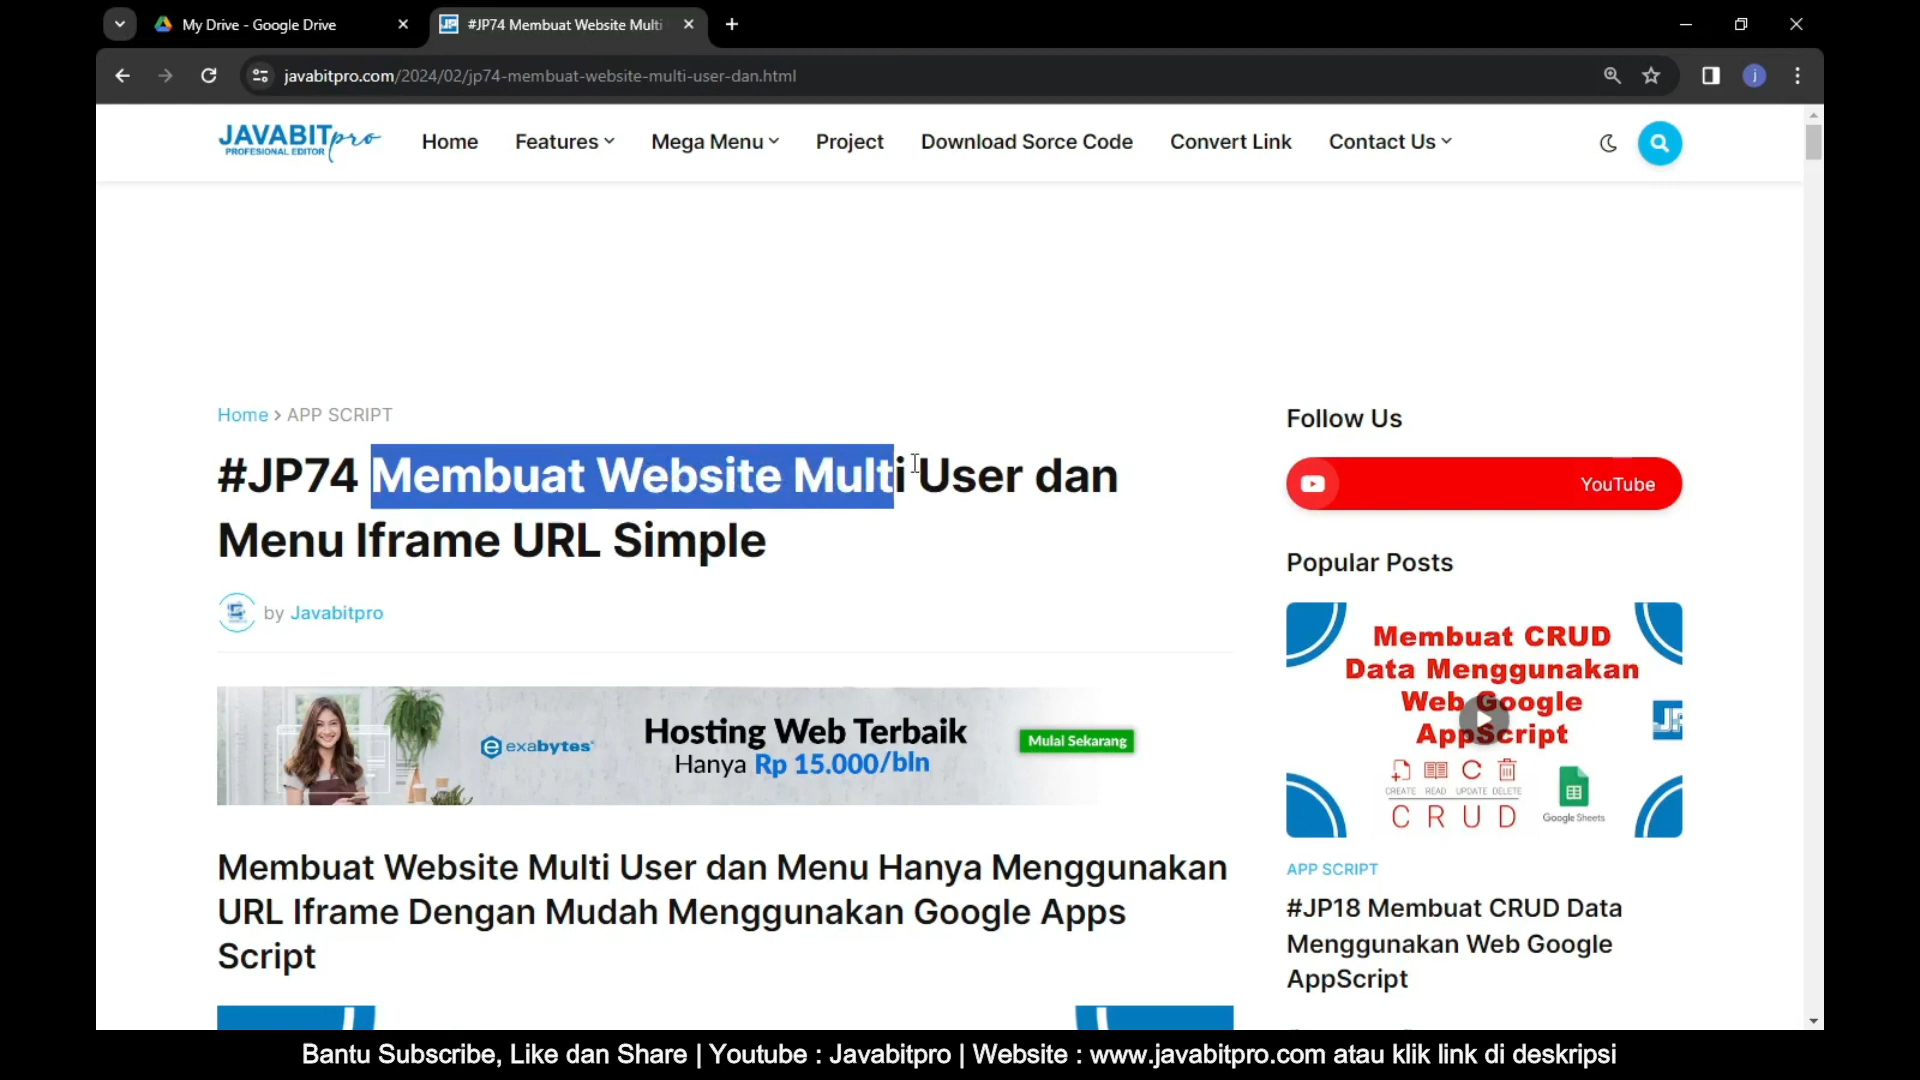 My Drive - Google Drive
#JP74 Membuat Website Multi
javabitpro.com/2024/02/jp74-membuat-website-multi-user-dan.html
j
JAVABITpro
PROFESIONAL EDITOR
Home
Features
Mega Menu
Project
Download Sorce Code
Convert Link
Contact Us
Home > APP SCRIPT
#JP74 Membuat Website Multi User dan
Menu Iframe URL Simple
by Javabitpro
exabytes
Hosting Web Terbaik
Hanya Rp 15.000/bln
Mulai Sekarang
Membuat Website Multi User dan Menu Hanya Menggunakan
URL Iframe Dengan Mudah Menggunakan Google Apps
Script
Follow Us
YouTube
Popular Posts
Membuat CRUD
Data Menggunakan
Web Google
AppScript
CREATE READ UPDATE DELETE
C R U D
Google Sheets
APP SCRIPT
#JP18 Membuat CRUD Data
Menggunakan Web Google
AppScript
Bantu Subscribe, Like dan Share | Youtube : Javabitpro | Website : www.javabitpro.com atau klik link di deskripsi